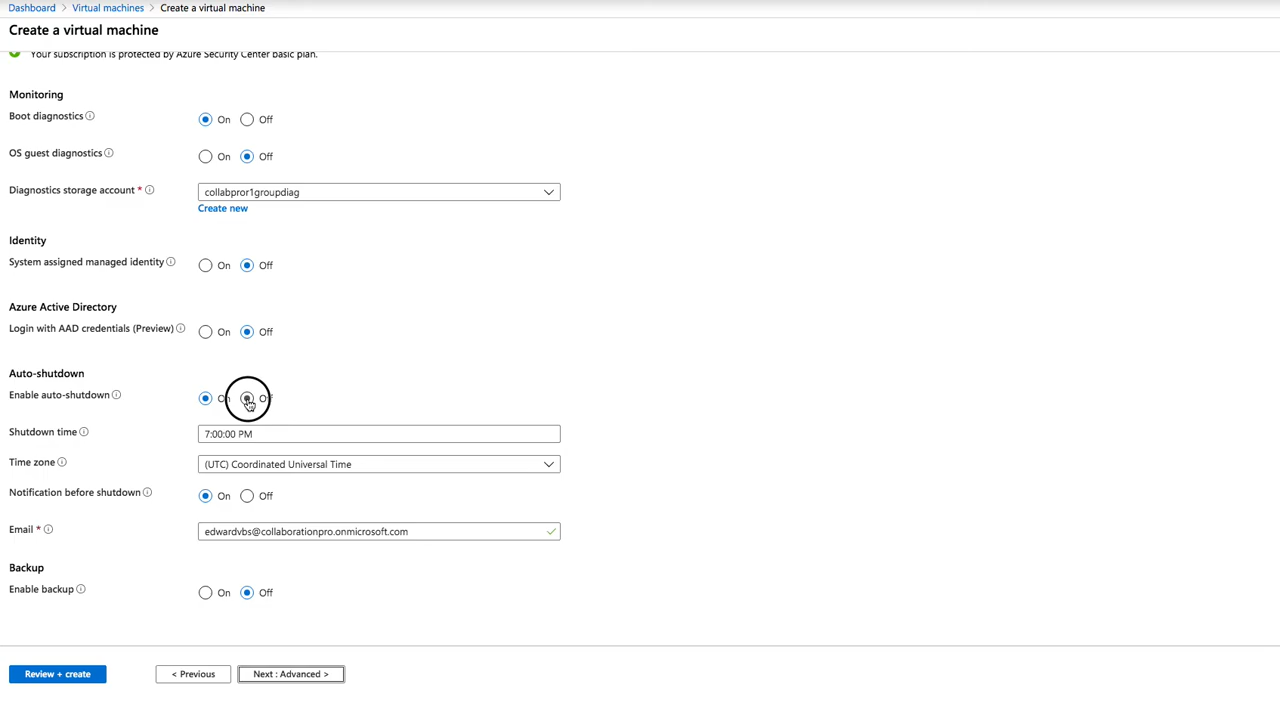 Dashboard > Virtual machines > Create a virtual machine
Create a virtual machine
Your subscription is protected by Azure Security Center basic plan.
Monitoring
Boot diagnostics On Off
OS guest diagnostics On Off
Diagnostics storage account * collabpror1groupdiag
Create new
Identity
System assigned managed identity On Off
Azure Active Directory
Login with AAD credentials (Preview) On Off
Auto-shutdown
Enable auto-shutdown On Off
Shutdown time 7:00:00 PM
Time zone (UTC) Coordinated Universal Time
Notification before shutdown On Off
Email * edwardvbs@collaborationpro.onmicrosoft.com
Backup
Enable backup On Off
Review + create < Previous Next : Advanced >